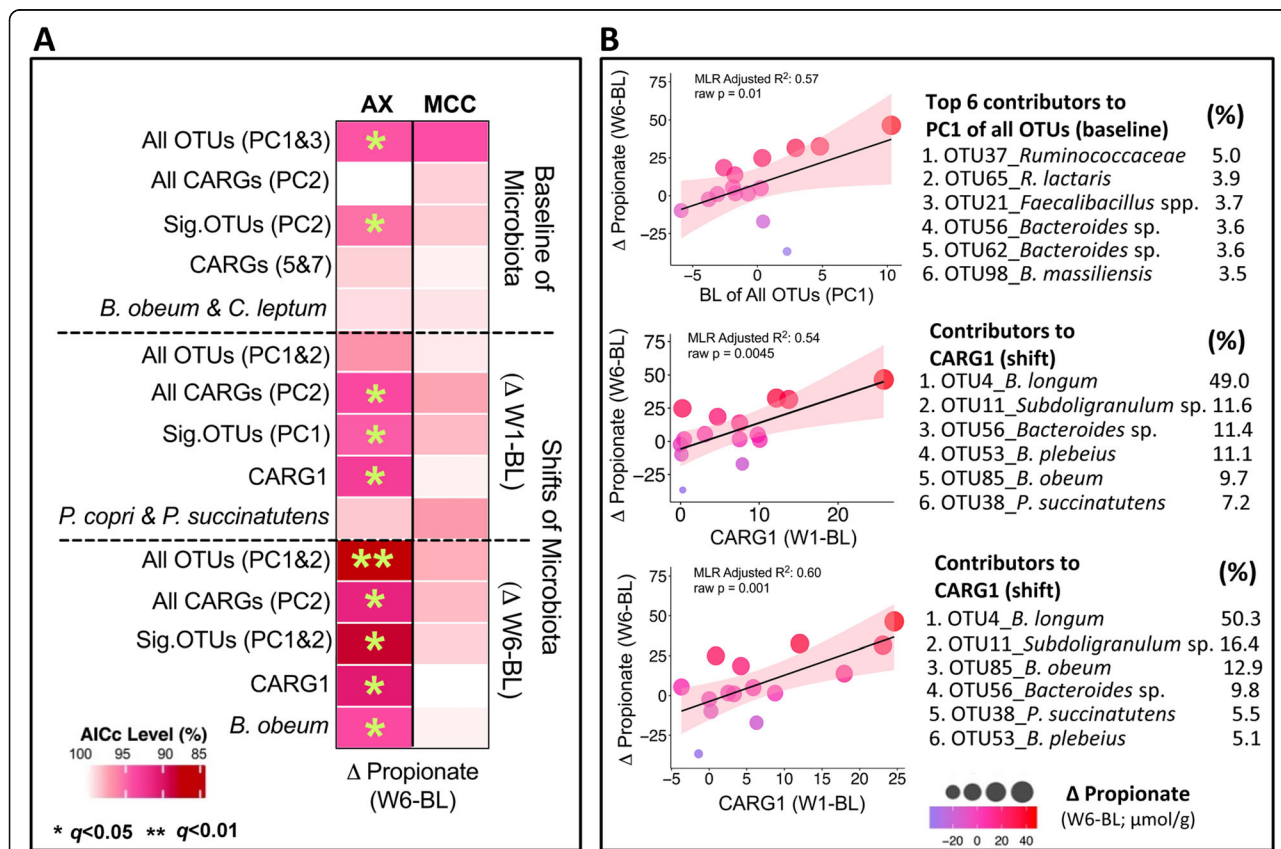 A
AX MCC
All OTUs (PC1&3)
All CARGs (PC2)
Sig.OTUs (PC2)
CARGs (5&7)
B. obeum & C. leptum
All OTUs (PC1&2)
All CARGs (PC2)
Sig.OTUs (PC1)
CARG1
P. copri & P. succinatutens
All OTUs (PC1&2)
All CARGs (PC2)
Sig.OTUs (PC1&2)
CARG1
B. obeum
*
*
*
*
*
**
*
*
*
*
Baseline of
Microbiota
(Δ W1-BL)
(Δ W6-BL)
Shifts of Microbiota
AICc Level (%)
100 95 90 85
Δ Propionate
(W6-BL)
* q<0.05 ** q<0.01
B
MLR Adjusted R²: 0.57
raw p = 0.01
Δ Propionate (W6-BL)
75
50
25
0
−25
−5 0 5 10
BL of All OTUs (PC1)
Top 6 contributors to
PC1 of all OTUs (baseline) (%)
1. OTU37_Ruminococcaceae 5.0
2. OTU65_R. lactaris 3.9
3. OTU21_Faecalibacillus spp. 3.7
4. OTU56_Bacteroides sp. 3.6
5. OTU62_Bacteroides sp. 3.6
6. OTU98_B. massiliensis 3.5
MLR Adjusted R²: 0.54
raw p = 0.0045
Δ Propionate (W6-BL)
75
50
25
0
−25
0 10 20
CARG1 (W1-BL)
Contributors to
CARG1 (shift) (%)
1. OTU4_B. longum 49.0
2. OTU11_Subdoligranulum sp. 11.6
3. OTU56_Bacteroides sp. 11.4
4. OTU53_B. plebeius 11.1
5. OTU85_B. obeum 9.7
6. OTU38_P. succinatutens 7.2
MLR Adjusted R²: 0.60
raw p = 0.001
Δ Propionate (W6-BL)
75
50
25
0
−25
−5 0 5 10 15 20 25
CARG1 (W1-BL)
Contributors to
CARG1 (shift) (%)
1. OTU4_B. longum 50.3
2. OTU11_Subdoligranulum sp. 16.4
3. OTU85_B. obeum 12.9
4. OTU56_Bacteroides sp. 9.8
5. OTU38_P. succinatutens 5.5
6. OTU53_B. plebeius 5.1
Δ Propionate
(W6-BL; μmol/g)
−20 0 20 40